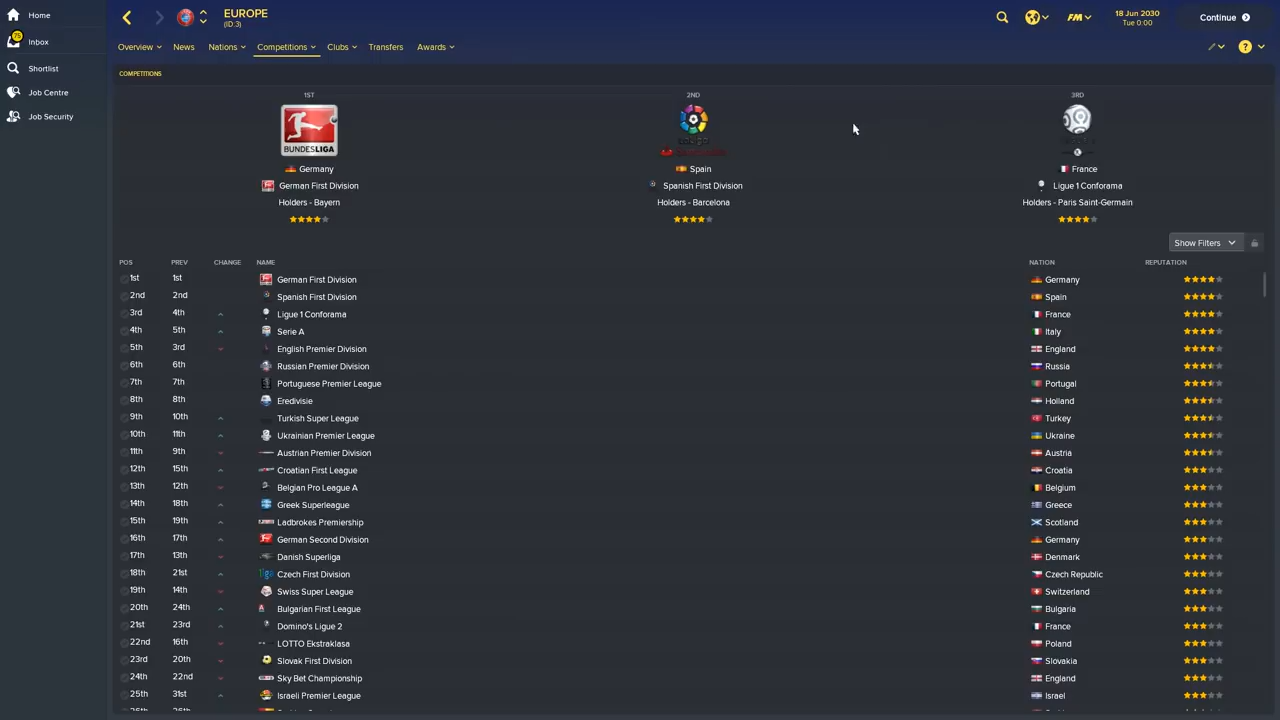 Home
75
Inbox
Shortlist
Job Centre
Job Security
EUROPE
(ID:3)
FM
18 Jun 2030
Tue 0:00
Continue
Overview News Nations Competitions Clubs Transfers Awards
?
COMPETITIONS
1ST 2ND 3RD
BUNDESLIGA
Germany Spain France
German First Division Spanish First Division Ligue 1 Conforama
Holders - Bayern Holders - Barcelona Holders - Paris Saint-Germain
Show Filters
POS PREV CHANGE NAME NATION REPUTATION
1st 1st German First Division Germany
2nd 2nd Spanish First Division Spain
3rd 4th Ligue 1 Conforama France
4th 5th Serie A Italy
5th 3rd English Premier Division England
6th 6th Russian Premier Division Russia
7th 7th Portuguese Premier League Portugal
8th 8th Eredivisie Holland
9th 10th Turkish Super League Turkey
10th 11th Ukrainian Premier League Ukraine
11th 9th Austrian Premier Division Austria
12th 15th Croatian First League Croatia
13th 12th Belgian Pro League A Belgium
14th 18th Greek Superleague Greece
15th 19th Ladbrokes Premiership Scotland
16th 17th German Second Division Germany
17th 13th Danish Superliga Denmark
18th 21st Czech First Division Czech Republic
19th 14th Swiss Super League Switzerland
20th 24th Bulgarian First League Bulgaria
21st 23rd Domino's Ligue 2 France
22nd 16th LOTTO Ekstraklasa Poland
23rd 20th Slovak First Division Slovakia
24th 22nd Sky Bet Championship England
25th 31st Israeli Premier League Israel